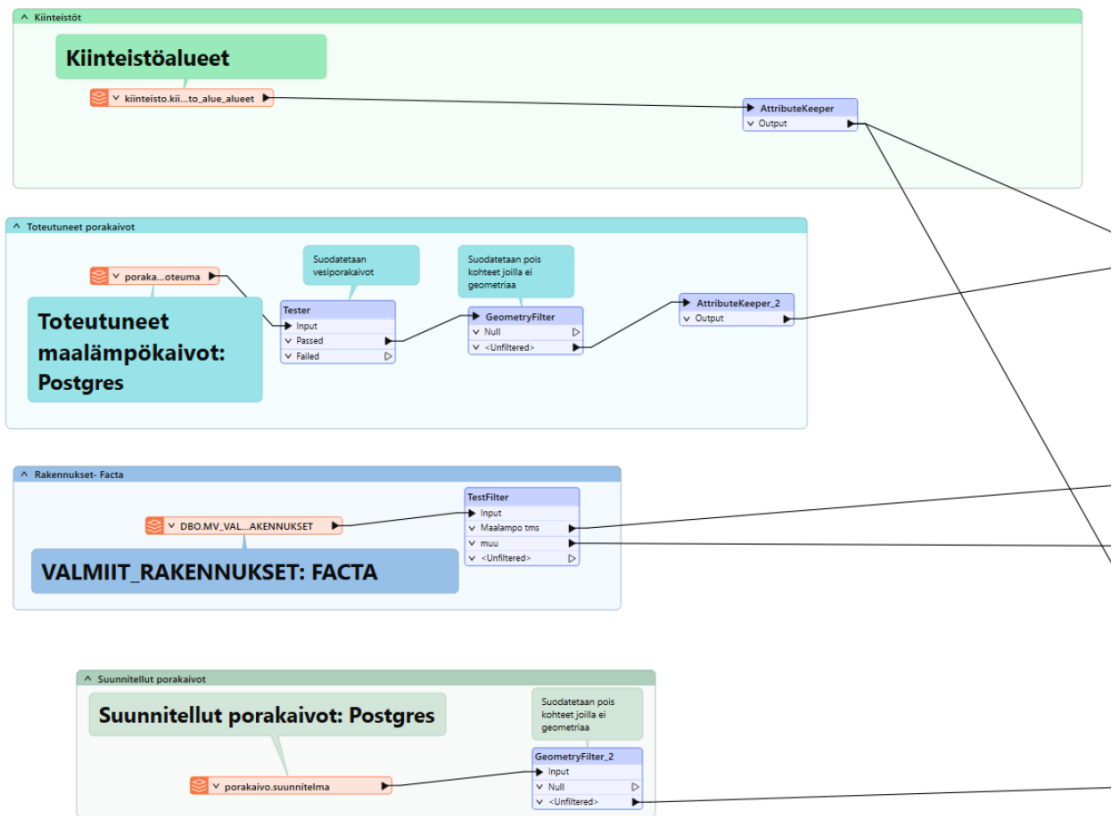 Kiinteistöt
Kiinteistöalueet
kiinteisto.kii...to_alue_alueet
AttributeKeeper
Output
Toteutuneet porakaivot
Suodatetaan
vesiporakaivot
Suodatetaan pois
kohteet joilla ei
geometriaa
poraka...oteuma
Toteutuneet
maalämpökaivot:
Postgres
Tester
Input
Passed
Failed
GeometryFilter
Null
<Unfiltered>
AttributeKeeper_2
Output
Rakennukset- Facta
DBO.MV_VAL...AKENNUKSET
VALMIIT_RAKENNUKSET: FACTA
TestFilter
Input
Maalampo tms
muu
<Unfiltered>
Suunnitellut porakaivot
Suunnitellut porakaivot: Postgres
Suodatetaan pois
kohteet joilla ei
geometriaa
porakaivo.suunnitelma
GeometryFilter_2
Input
Null
<Unfiltered>